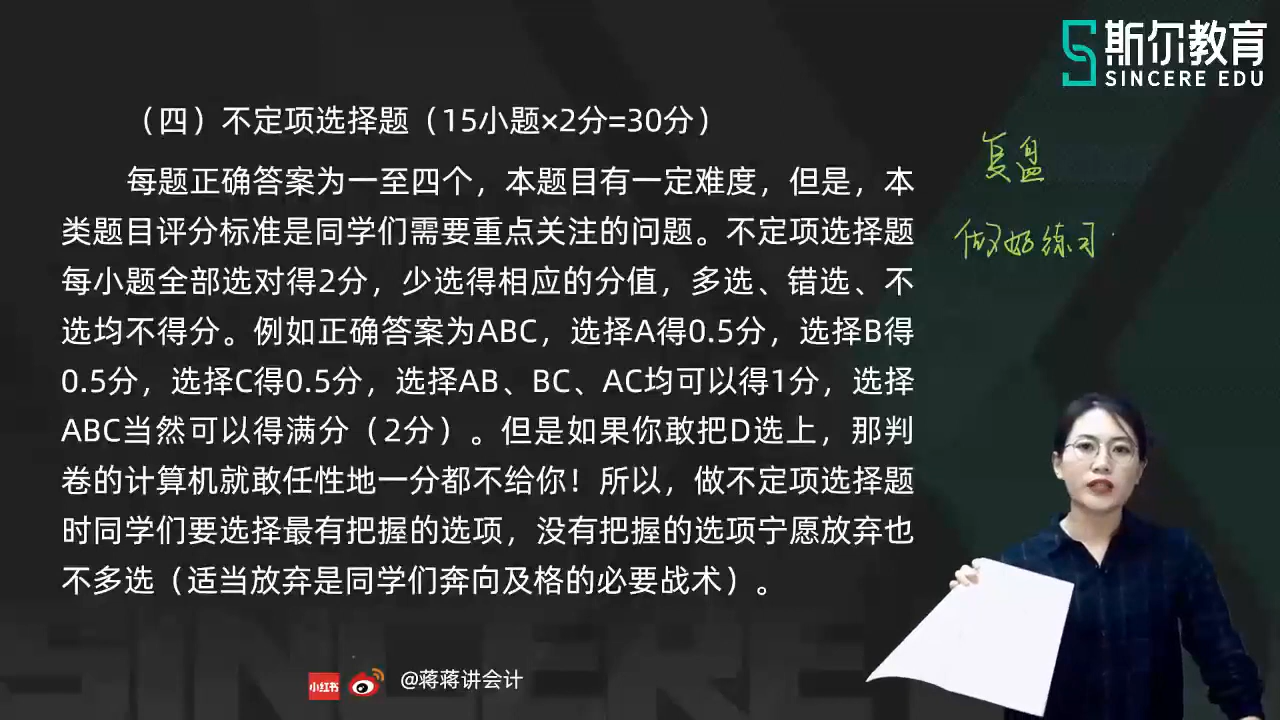 斯尔教育
SINCERE EDU
（四）不定项选择题（15小题×2分=30分）
复盘
每题正确答案为一至四个，本题目有一定难度，但是，本
类题目评分标准是同学们需要重点关注的问题。不定项选择题
做好练习
每小题全部选对得2分，少选得相应的分值，多选、错选、不
选均不得分。例如正确答案为ABC，选择A得0.5分，选择B得
0.5分，选择C得0.5分，选择AB、BC、AC均可以得1分，选择
ABC当然可以得满分（2分）。但是如果你敢把D选上，那判
卷的计算机就敢任性地一分都不给你！所以，做不定项选择题
时同学们要选择最有把握的选项，没有把握的选项宁愿放弃也
不多选（适当放弃是同学们奔向及格的必要战术）。
SINCERE
小红书
@蒋蒋讲会计